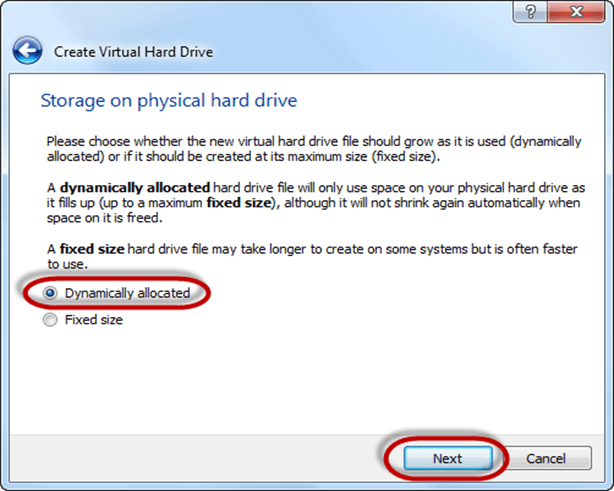 Create Virtual Hard Drive
Storage on physical hard drive
Please choose whether the new virtual hard drive file should grow as it is used (dynamically
allocated) or if it should be created at its maximum size (fixed size).
A dynamically allocated hard drive file will only use space on your physical hard drive as
it fills up (up to a maximum fixed size), although it will not shrink again automatically when
space on it is freed.
A fixed size hard drive file may take longer to create on some systems but is often faster
to use.
Dynamically allocated
Fixed size
Next
Cancel